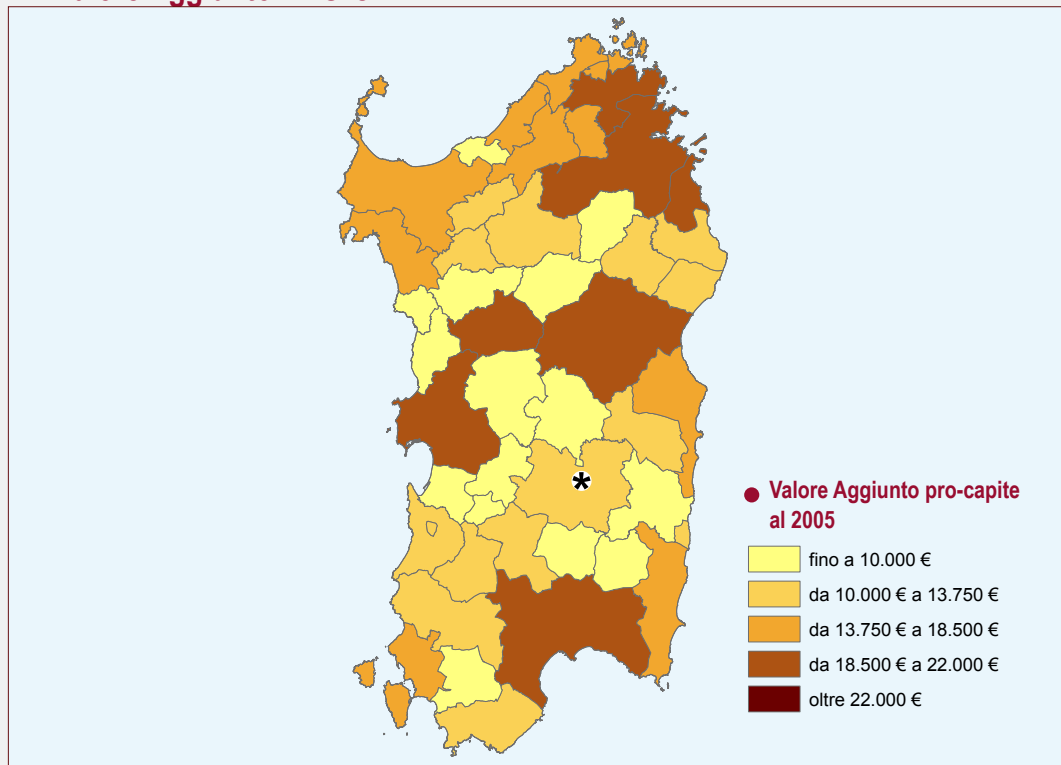 Valore Aggiunto pro-capite
al 2005
fino a 10.000 €
da 10.000 € a 13.750 €
da 13.750 € a 18.500 €
da 18.500 € a 22.000 €
oltre 22.000 €
*